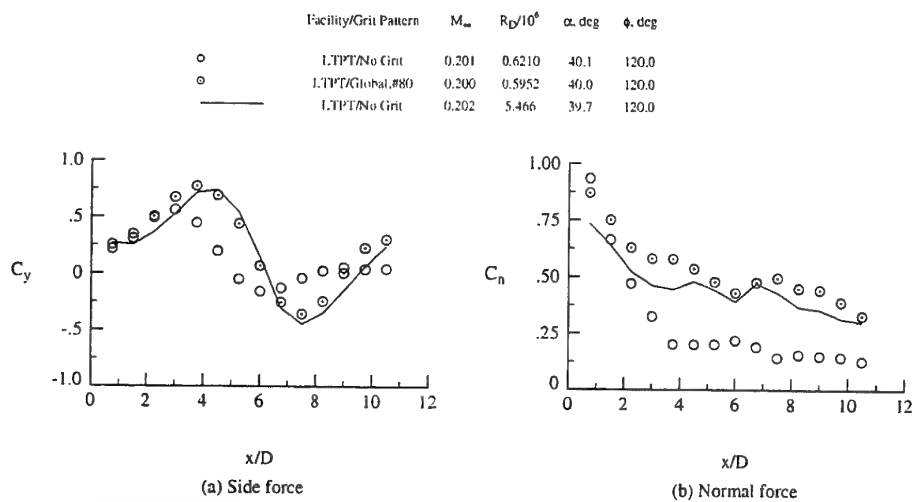 Facility/Grit Pattern M∞ R_D/10^6 α, deg ϕ, deg
LTPT/No Grit 0.201 0.6210 40.1 120.0
LTPT/Global,#80 0.200 0.5952 40.0 120.0
LTPT/No Grit 0.202 5.466 39.7 120.0
1.0
.5
C_y 0
-.5
-1.0
0 2 4 6 8 10 12
x/D
(a) Side force
1.00
.75
C_n .50
.25
0
0 2 4 6 8 10 12
x/D
(b) Normal force